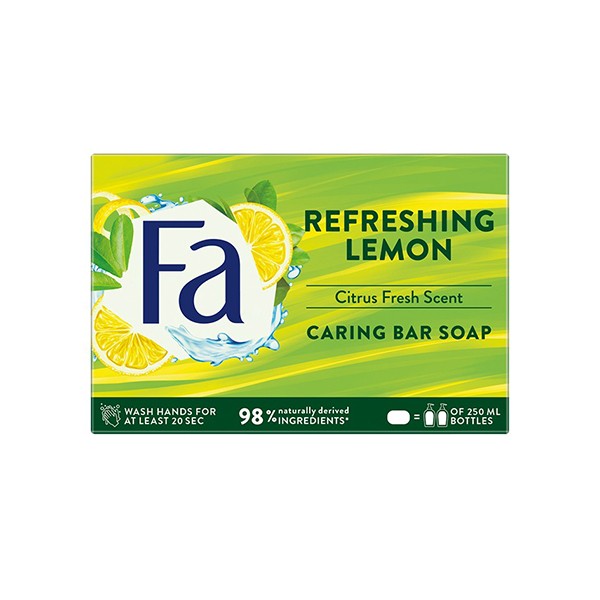 Fa
REFRESHING
LEMON
Citrus Fresh Scent
CARING BAR SOAP
WASH HANDS FOR
AT LEAST 20 SEC
98% naturally derived
INGREDIENTS*
= OF 250 ML
BOTTLES